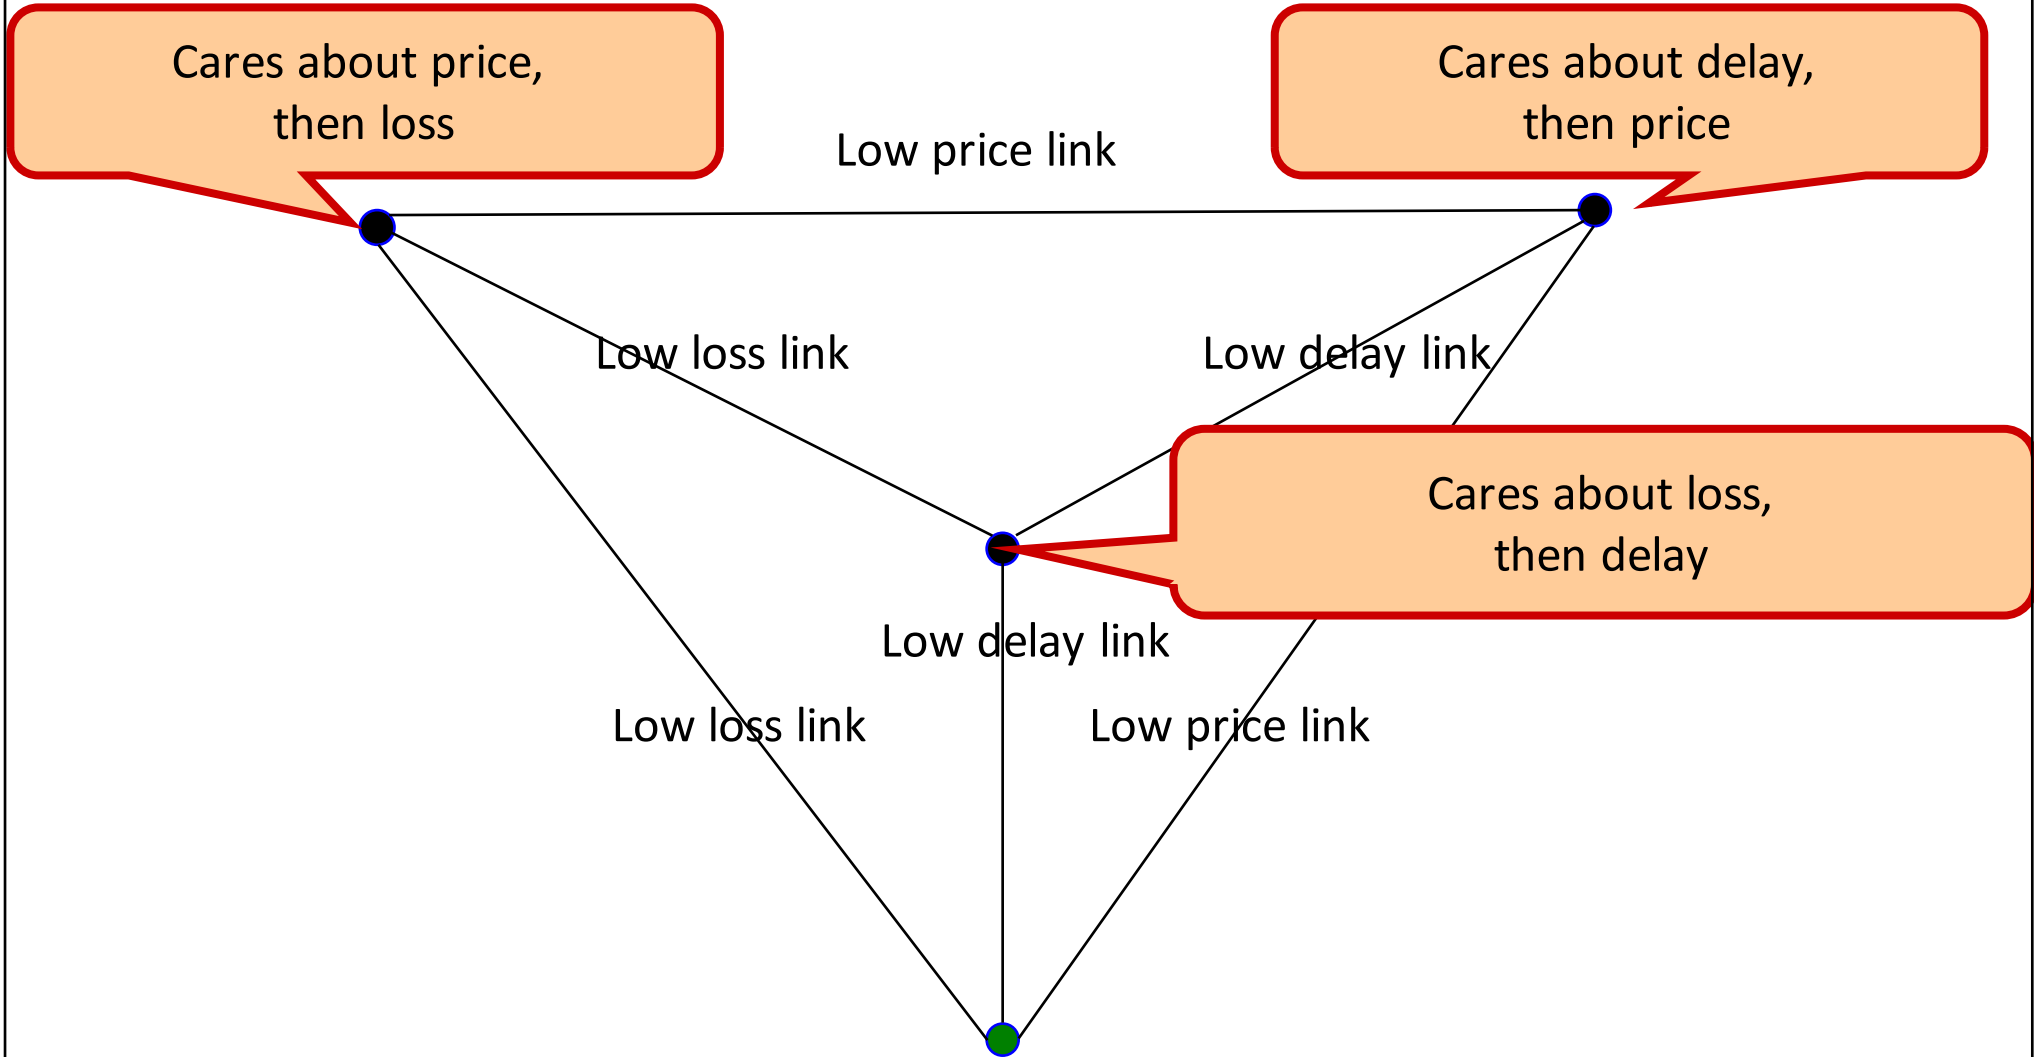 Cares about price,
then loss
Cares about delay,
then price
Low price link
Low loss link
Low delay link
Cares about loss,
then delay
Low delay link
Low loss link
Low price link